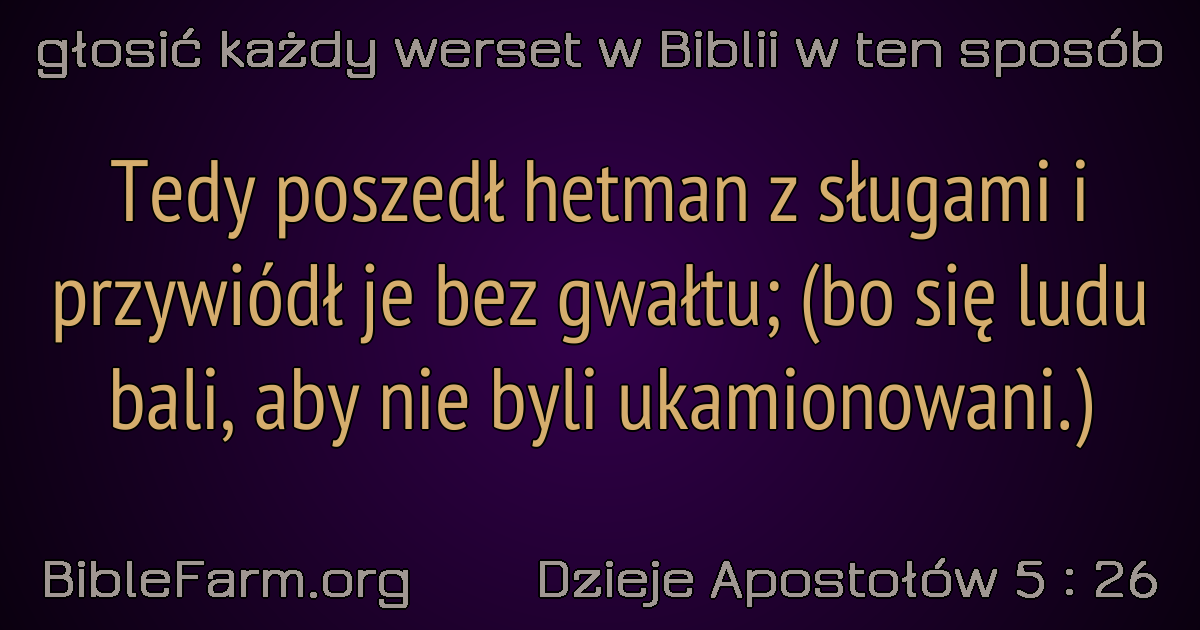 głosić każdy werset w Biblii w ten sposób
Tedy poszedł hetman z sługami i
przywiódł je bez gwałtu; (bo się ludu
bali, aby nie byli ukamionowani.)
BibleFarm.org
Dzieje Apostołów 5 : 26